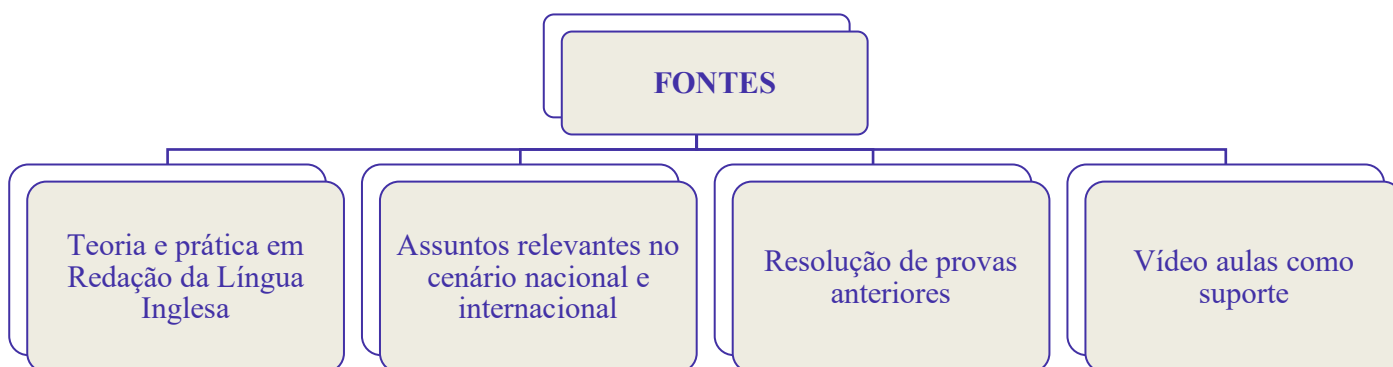 FONTES
Teoria e prática em
Redação da Língua
Inglesa
Assuntos relevantes no
cenário nacional e
internacional
Resolução de provas
anteriores
Vídeo aulas como
suporte